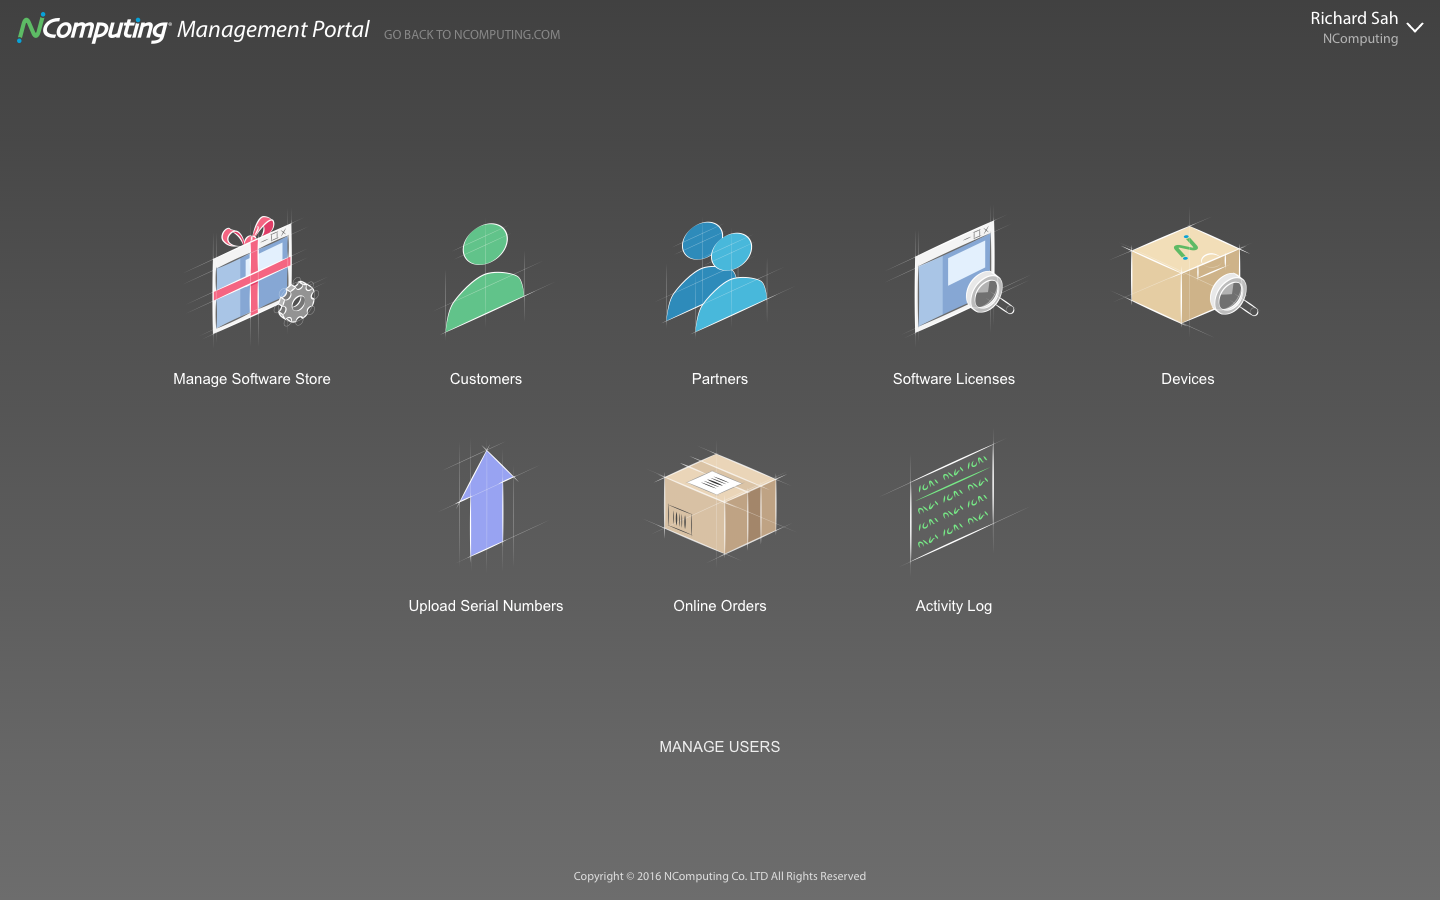 NComputing® Management Portal GO BACK TO NCOMPUTING.COM
Richard Sah
NComputing
Manage Software Store
Customers
Partners
Software Licenses
Devices
Upload Serial Numbers
Online Orders
Activity Log
MANAGE USERS
Copyright © 2016 NComputing Co. LTD All Rights Reserved